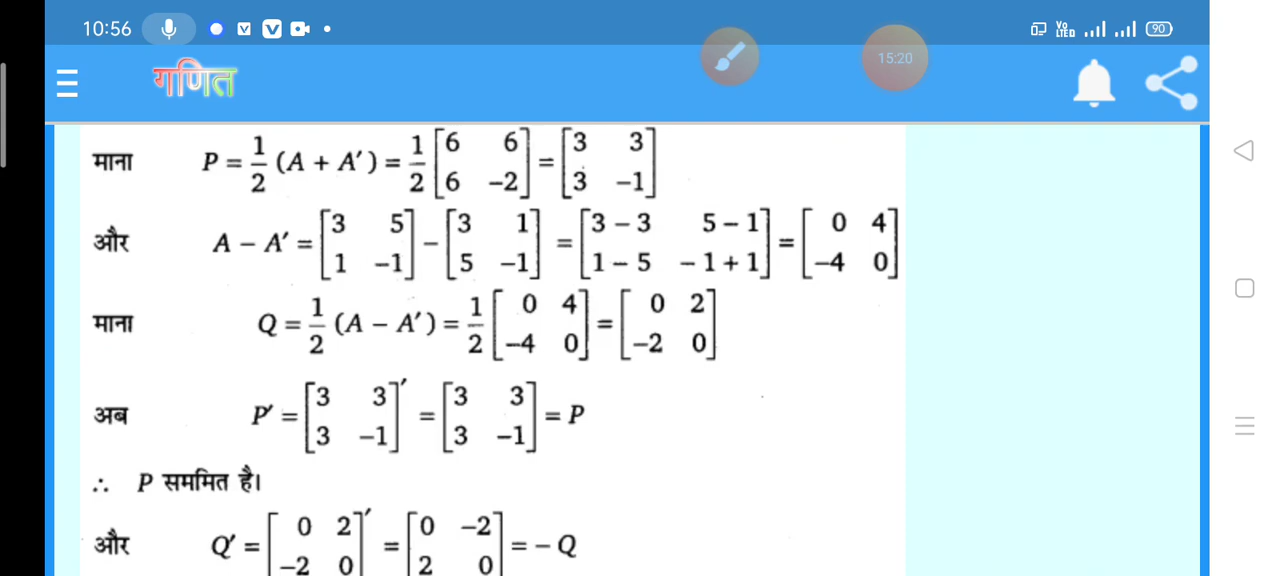 10:56 Vo LTED 90
गणित 15:20
माना P = 1/2 (A + A′) = 1/2 [6 6; 6 −2] = [3 3; 3 −1]
और A − A′ = [3 5; 1 −1] − [3 1; 5 −1] = [3 − 3 5 − 1; 1 − 5 − 1 + 1] = [0 4; −4 0]
माना Q = 1/2 (A − A′) = 1/2 [0 4; −4 0] = [0 2; −2 0]
अब P′ = [3 3; 3 −1]′ = [3 3; 3 −1] = P
∴ P सममित है।
और Q′ = [0 2; −2 0]′ = [0 −2; 2 0] = − Q